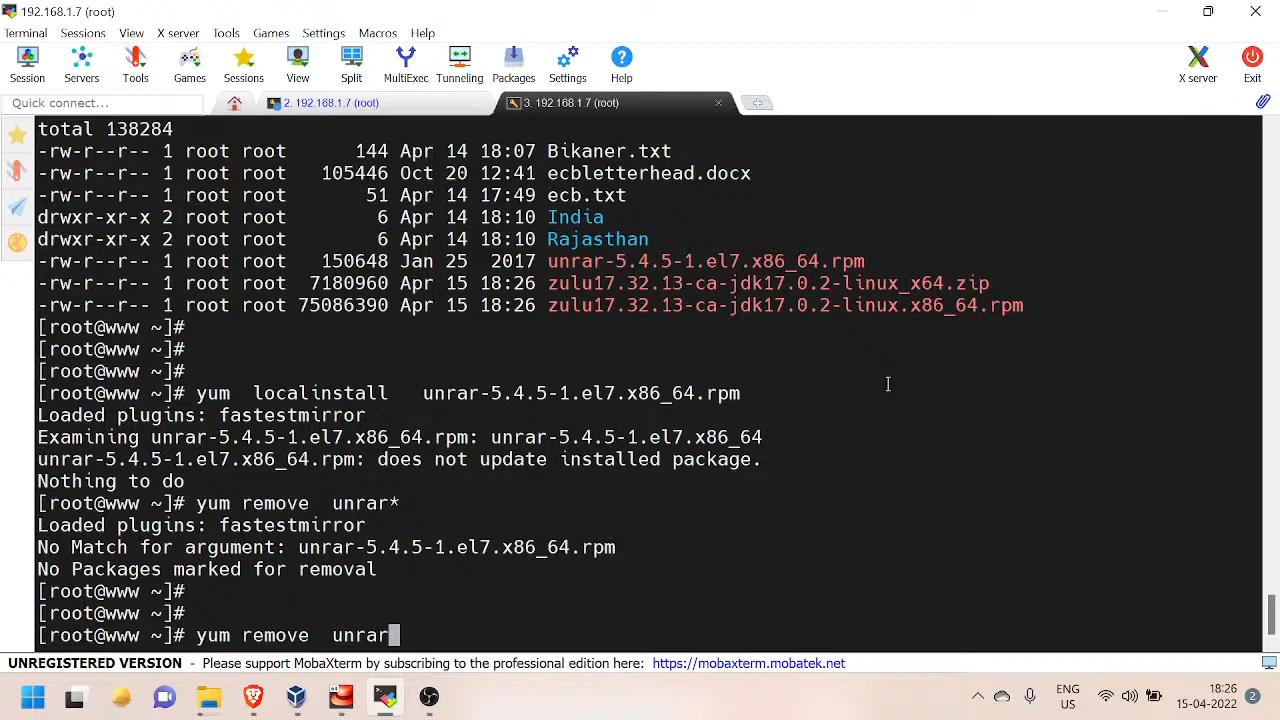 192.168.1.7 (root)
Terminal Sessions View X server Tools Games Settings Macros Help
Session Servers Tools Games Sessions View Split MultiExec Tunneling Packages Settings Help X server Exit
Quick connect... 2. 192.168.1.7 (root) 3. 192.168.1.7 (root)
total 138284
-rw-r--r-- 1 root root 144 Apr 14 18:07 Bikaner.txt
-rw-r--r-- 1 root root 105446 Oct 20 12:41 ecbletterhead.docx
-rw-r--r-- 1 root root 51 Apr 14 17:49 ecb.txt
drwxr-xr-x 2 root root 6 Apr 14 18:10 India
drwxr-xr-x 2 root root 6 Apr 14 18:10 Rajasthan
-rw-r--r-- 1 root root 150648 Jan 25 2017 unrar-5.4.5-1.el7.x86_64.rpm
-rw-r--r-- 1 root root 7180960 Apr 15 18:26 zulu17.32.13-ca-jdk17.0.2-linux_x64.zip
-rw-r--r-- 1 root root 75086390 Apr 15 18:26 zulu17.32.13-ca-jdk17.0.2-linux.x86_64.rpm
[root@www ~]#
[root@www ~]#
[root@www ~]#
[root@www ~]# yum localinstall unrar-5.4.5-1.el7.x86_64.rpm
Loaded plugins: fastestmirror
Examining unrar-5.4.5-1.el7.x86_64.rpm: unrar-5.4.5-1.el7.x86_64
unrar-5.4.5-1.el7.x86_64.rpm: does not update installed package.
Nothing to do
[root@www ~]# yum remove unrar*
Loaded plugins: fastestmirror
No Match for argument: unrar-5.4.5-1.el7.x86_64.rpm
No Packages marked for removal
[root@www ~]#
[root@www ~]#
[root@www ~]# yum remove unrar
UNREGISTERED VERSION - Please support MobaXterm by subscribing to the professional edition here: https://mobaxterm.mobatek.net
ENG 18:26
US 15-04-2022 2